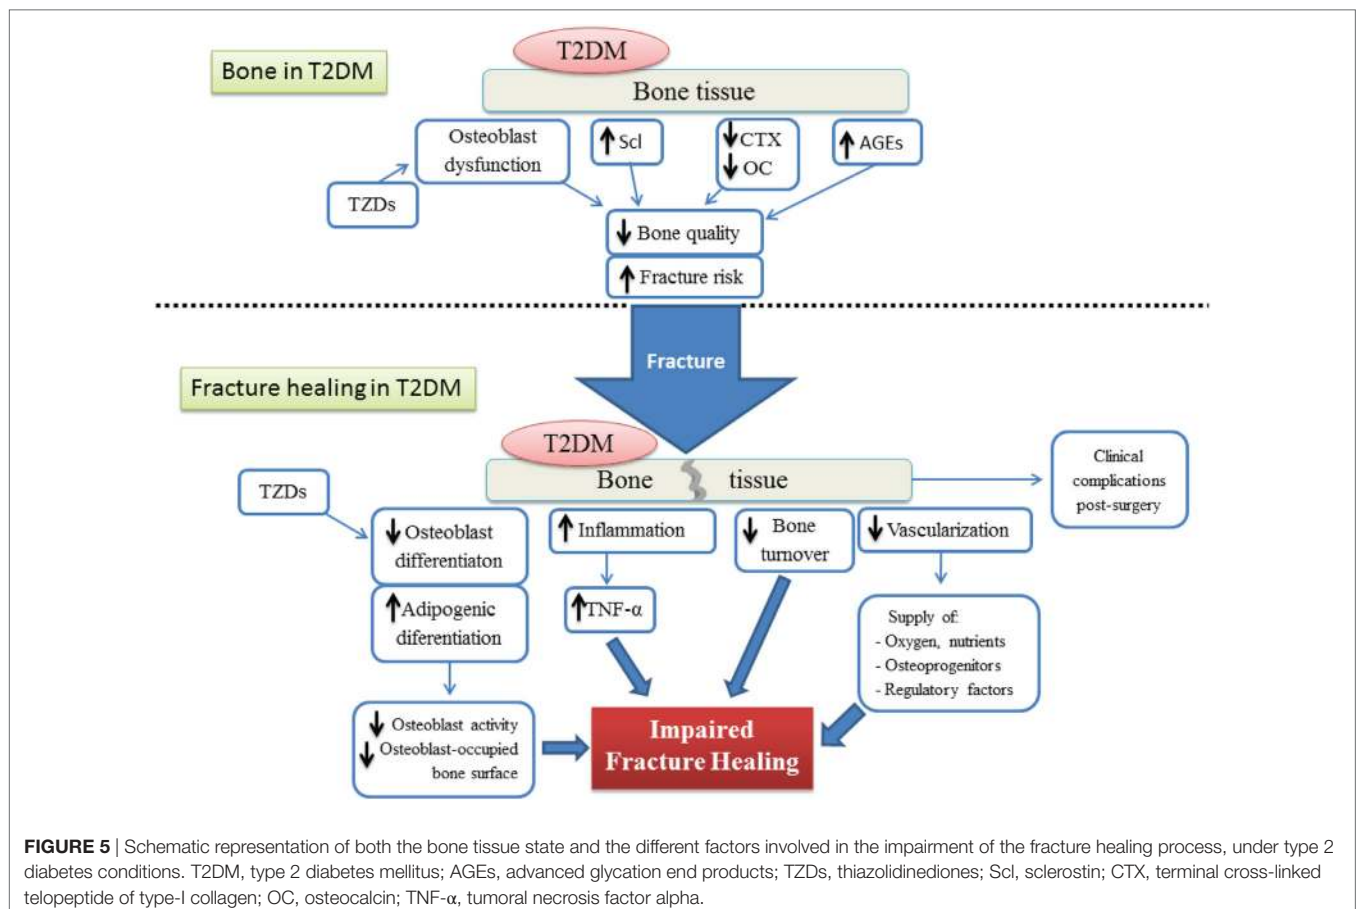 T2DM
Bone in T2DM
Bone tissue
Osteoblast
dysfunction
↑ Scl
↓ CTX
↓ OC
↑ AGEs
TZDs
↓ Bone quality
↑ Fracture risk
Fracture
Fracture healing in T2DM
T2DM
Bone tissue
Clinical
complications
post-surgery
TZDs
↓ Osteoblast
differentiaton
↑ Inflammation
↓ Bone
turnover
↓ Vascularization
↑ Adipogenic
diferentiation
↑ TNF-α
Supply of:
- Oxygen, nutrients
- Osteoprogenitors
- Regulatory factors
↓ Osteoblast activity
↓ Osteoblast-occupied
bone surface
Impaired
Fracture Healing
FIGURE 5 | Schematic representation of both the bone tissue state and the different factors involved in the impairment of the fracture healing process, under type 2
diabetes conditions. T2DM, type 2 diabetes mellitus; AGEs, advanced glycation end products; TZDs, thiazolidinediones; Scl, sclerostin; CTX, terminal cross-linked
telopeptide of type-I collagen; OC, osteocalcin; TNF-α, tumoral necrosis factor alpha.